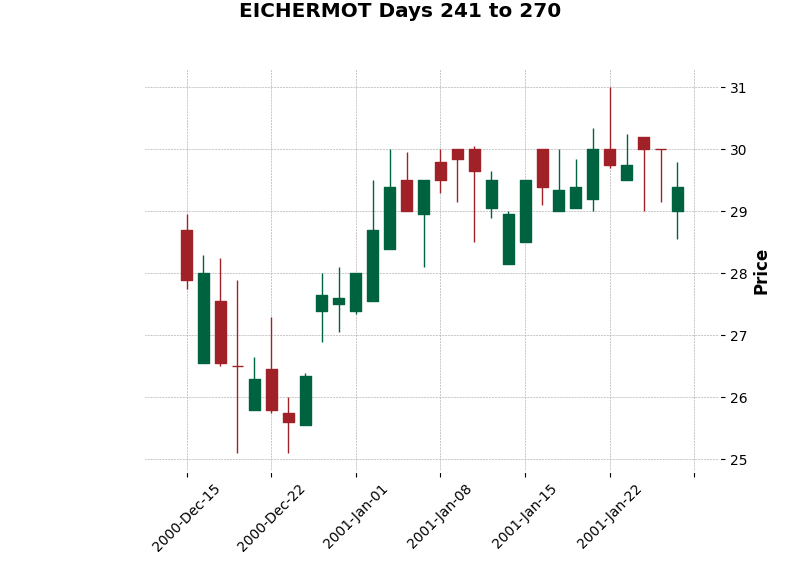 EICHERMOT Days 241 to 270
31
30
29
28
27
26
25
Price
2000-Dec-15
2000-Dec-22
2001-Jan-01
2001-Jan-08
2001-Jan-15
2001-Jan-22